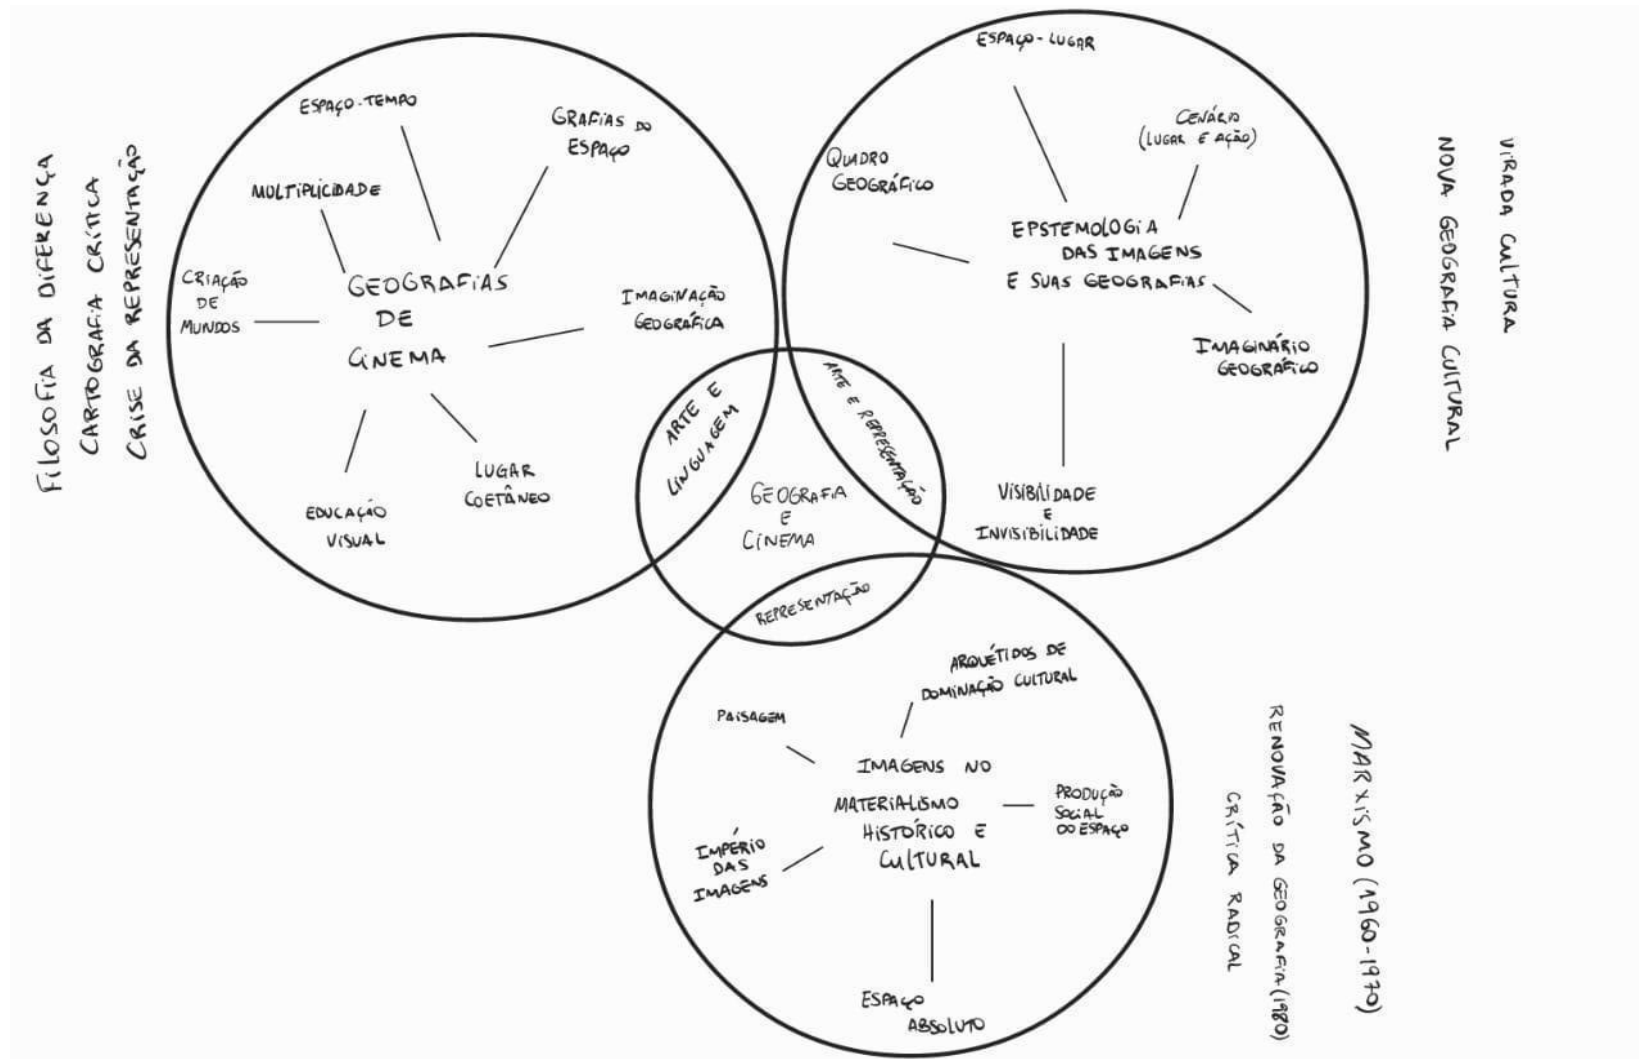 FILOSOFIA DA DIFERENÇA
CARTOGRAFIA CRÍTICA
CRISE DA REPRESENTAÇÃO
ESPAÇO-TEMPO
GRAFIAS DO
ESPAÇO
MULTIPLICIDADE
CRIAÇÃO
DE
MUNDOS
GEOGRAFIAS
DE
CINEMA
IMAGINAÇÃO
GEOGRÁFICA
LUGAR
COETÂNEO
EDUCAÇÃO
VISUAL
ARTE E
LINGUAGEM
ESPAÇO-LUGAR
CENÁRIO
(LUGAR E AÇÃO)
QUADRO
GEOGRÁFICO
EPSTEMOLOGIA
DAS IMAGENS
E SUAS GEOGRAFIAS
IMAGINÁRIO
GEOGRÁFICO
VISIBILIDADE
E
INVISIBILIDADE
ARTE E REPRESENTAÇÃO
VIRADA CULTURA
NOVA GEOGRAFIA CULTURAL
GEOGRAFIA
E
CINEMA
REPRESENTAÇÃO
ARQUÉTIDOS DE
DOMINAÇÃO CULTURAL
PAISAGEM
IMAGENS NO
MATERIALISMO
HISTÓRICO E
CULTURAL
PRODUÇÃO
SOCIAL
DO ESPAÇO
IMPÉRIO
DAS
IMAGENS
ESPAÇO
ABSOLUTO
MARXISMO (1960-1970)
RENOVAÇÃO DA GEOGRAFIA (1980)
CRÍTICA RADICAL